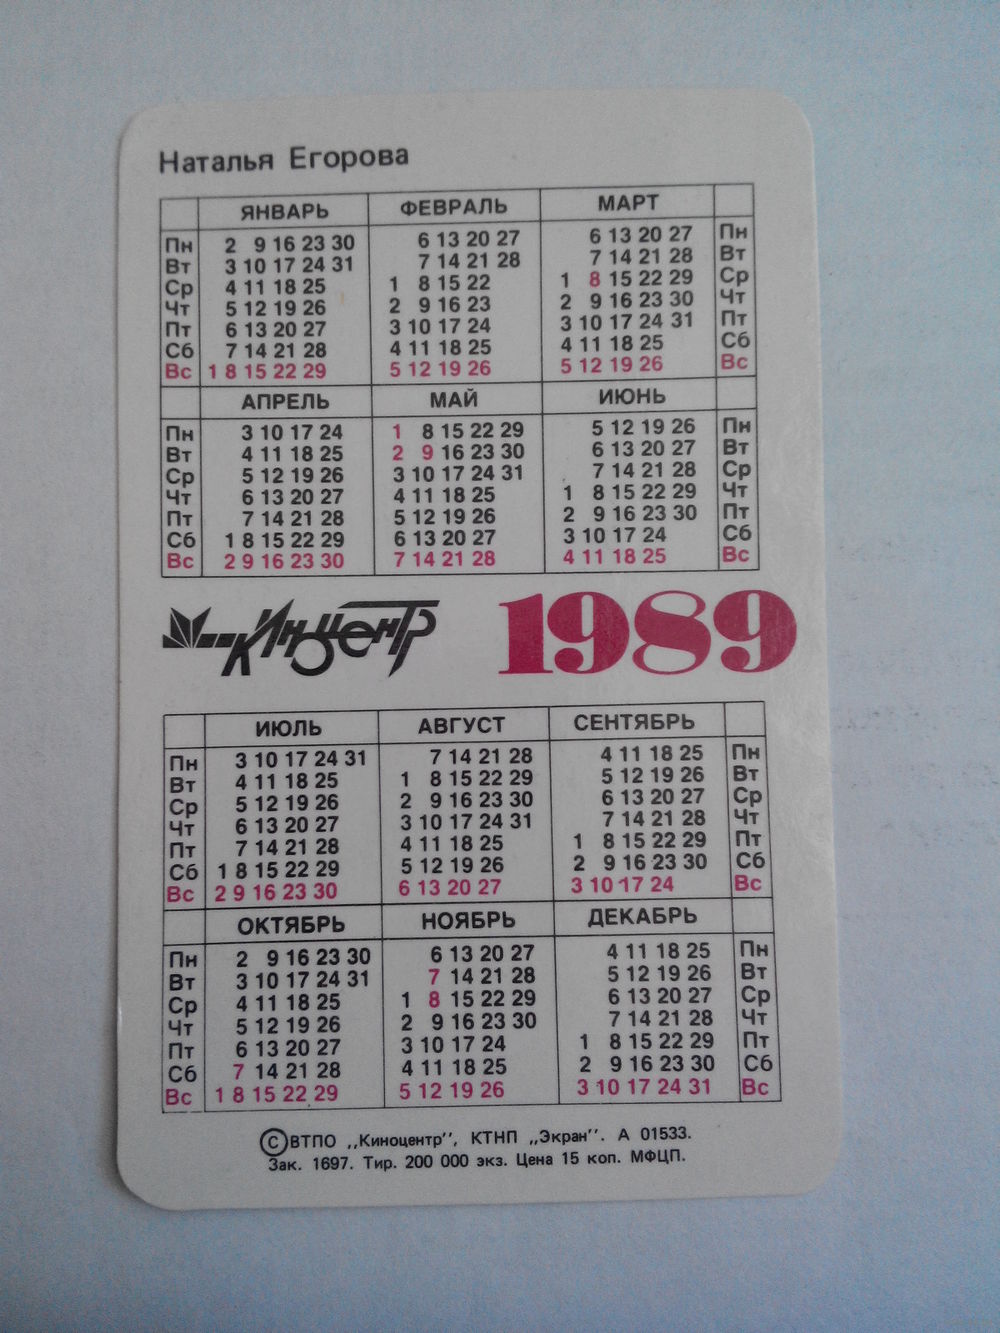 Наталья Егорова
ЯНВАРЬ ФЕВРАЛЬ МАРТ
Пн 2 9 16 23 30 6 13 20 27 6 13 20 27 Пн
Вт 3 10 17 24 31 7 14 21 28 7 14 21 28 Вт
Ср 4 11 18 25 1 8 15 22 1 8 15 22 29 Ср
Чт 5 12 19 26 2 9 16 23 2 9 16 23 30 Чт
Пт 6 13 20 27 3 10 17 24 3 10 17 24 31 Пт
Сб 7 14 21 28 4 11 18 25 4 11 18 25 Сб
Вс 1 8 15 22 29 5 12 19 26 5 12 19 26 Вс
АПРЕЛЬ МАЙ ИЮНЬ
Пн 3 10 17 24 1 8 15 22 29 5 12 19 26 Пн
Вт 4 11 18 25 2 9 16 23 30 6 13 20 27 Вт
Ср 5 12 19 26 3 10 17 24 31 7 14 21 28 Ср
Чт 6 13 20 27 4 11 18 25 1 8 15 22 29 Чт
Пт 7 14 21 28 5 12 19 26 2 9 16 23 30 Пт
Сб 1 8 15 22 29 6 13 20 27 3 10 17 24 Сб
Вс 2 9 16 23 30 7 14 21 28 4 11 18 25 Вс
Киноцентр 1989
ИЮЛЬ АВГУСТ СЕНТЯБРЬ
Пн 3 10 17 24 31 7 14 21 28 4 11 18 25 Пн
Вт 4 11 18 25 1 8 15 22 29 5 12 19 26 Вт
Ср 5 12 19 26 2 9 16 23 30 6 13 20 27 Ср
Чт 6 13 20 27 3 10 17 24 31 7 14 21 28 Чт
Пт 7 14 21 28 4 11 18 25 1 8 15 22 29 Пт
Сб 1 8 15 22 29 5 12 19 26 2 9 16 23 30 Сб
Вс 2 9 16 23 30 6 13 20 27 3 10 17 24 Вс
ОКТЯБРЬ НОЯБРЬ ДЕКАБРЬ
Пн 2 9 16 23 30 6 13 20 27 4 11 18 25 Пн
Вт 3 10 17 24 31 7 14 21 28 5 12 19 26 Вт
Ср 4 11 18 25 1 8 15 22 29 6 13 20 27 Ср
Чт 5 12 19 26 2 9 16 23 30 7 14 21 28 Чт
Пт 6 13 20 27 3 10 17 24 1 8 15 22 29 Пт
Сб 7 14 21 28 4 11 18 25 2 9 16 23 30 Сб
Вс 1 8 15 22 29 5 12 19 26 3 10 17 24 31 Вс
©ВТПО „Киноцентр", КТНП „Экран". А 01533.
Зак. 1697. Тир. 200 000 экз. Цена 15 коп. МФЦП.